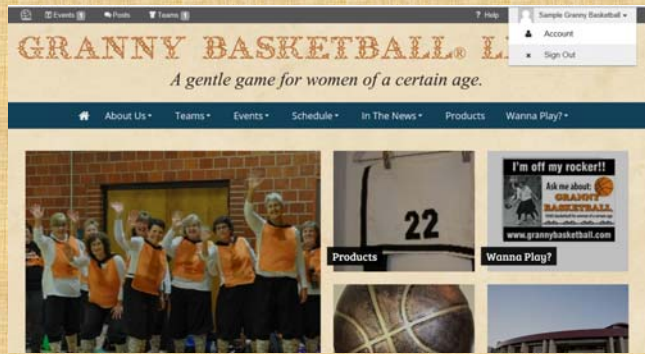 Events 1 Posts Teams 1 ? Help Sample Granny Basketball
Account
× Sign Out
GRANNY BASKETBALL® L
A gentle game for women of a certain age.
About Us Teams Events Schedule In The News Products Wanna Play?
22
Products
I'm off my rocker!!
Ask me about:
GRANNY
BASKETBALL
www.grannybasketball.com
Wanna Play?